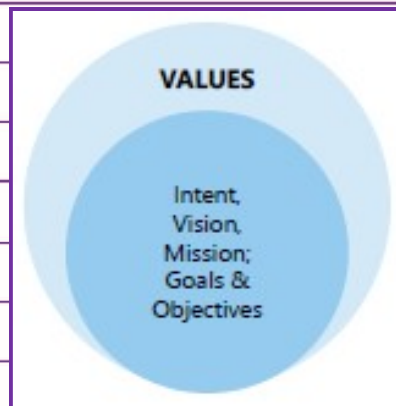 VALUES
Intent,
Vision,
Mission;
Goals &
Objectives